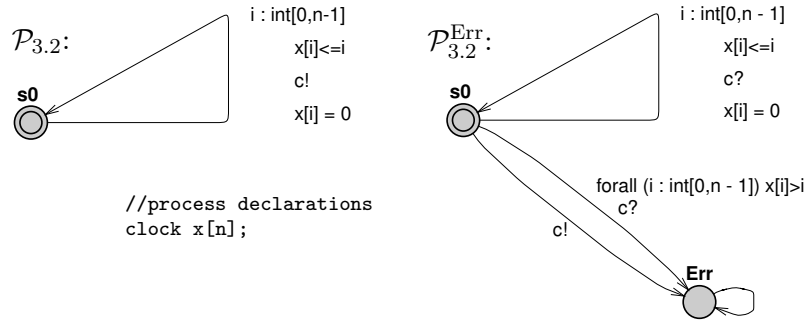 P3.2:
i : int[0,n-1]
x[i]<=i
c!
x[i] = 0
s0
//process declarations
clock x[n];
P3.2Err:
i : int[0,n - 1]
x[i]<=i
c?
x[i] = 0
s0
forall (i : int[0,n - 1]) x[i]>i
c?
c!
Err